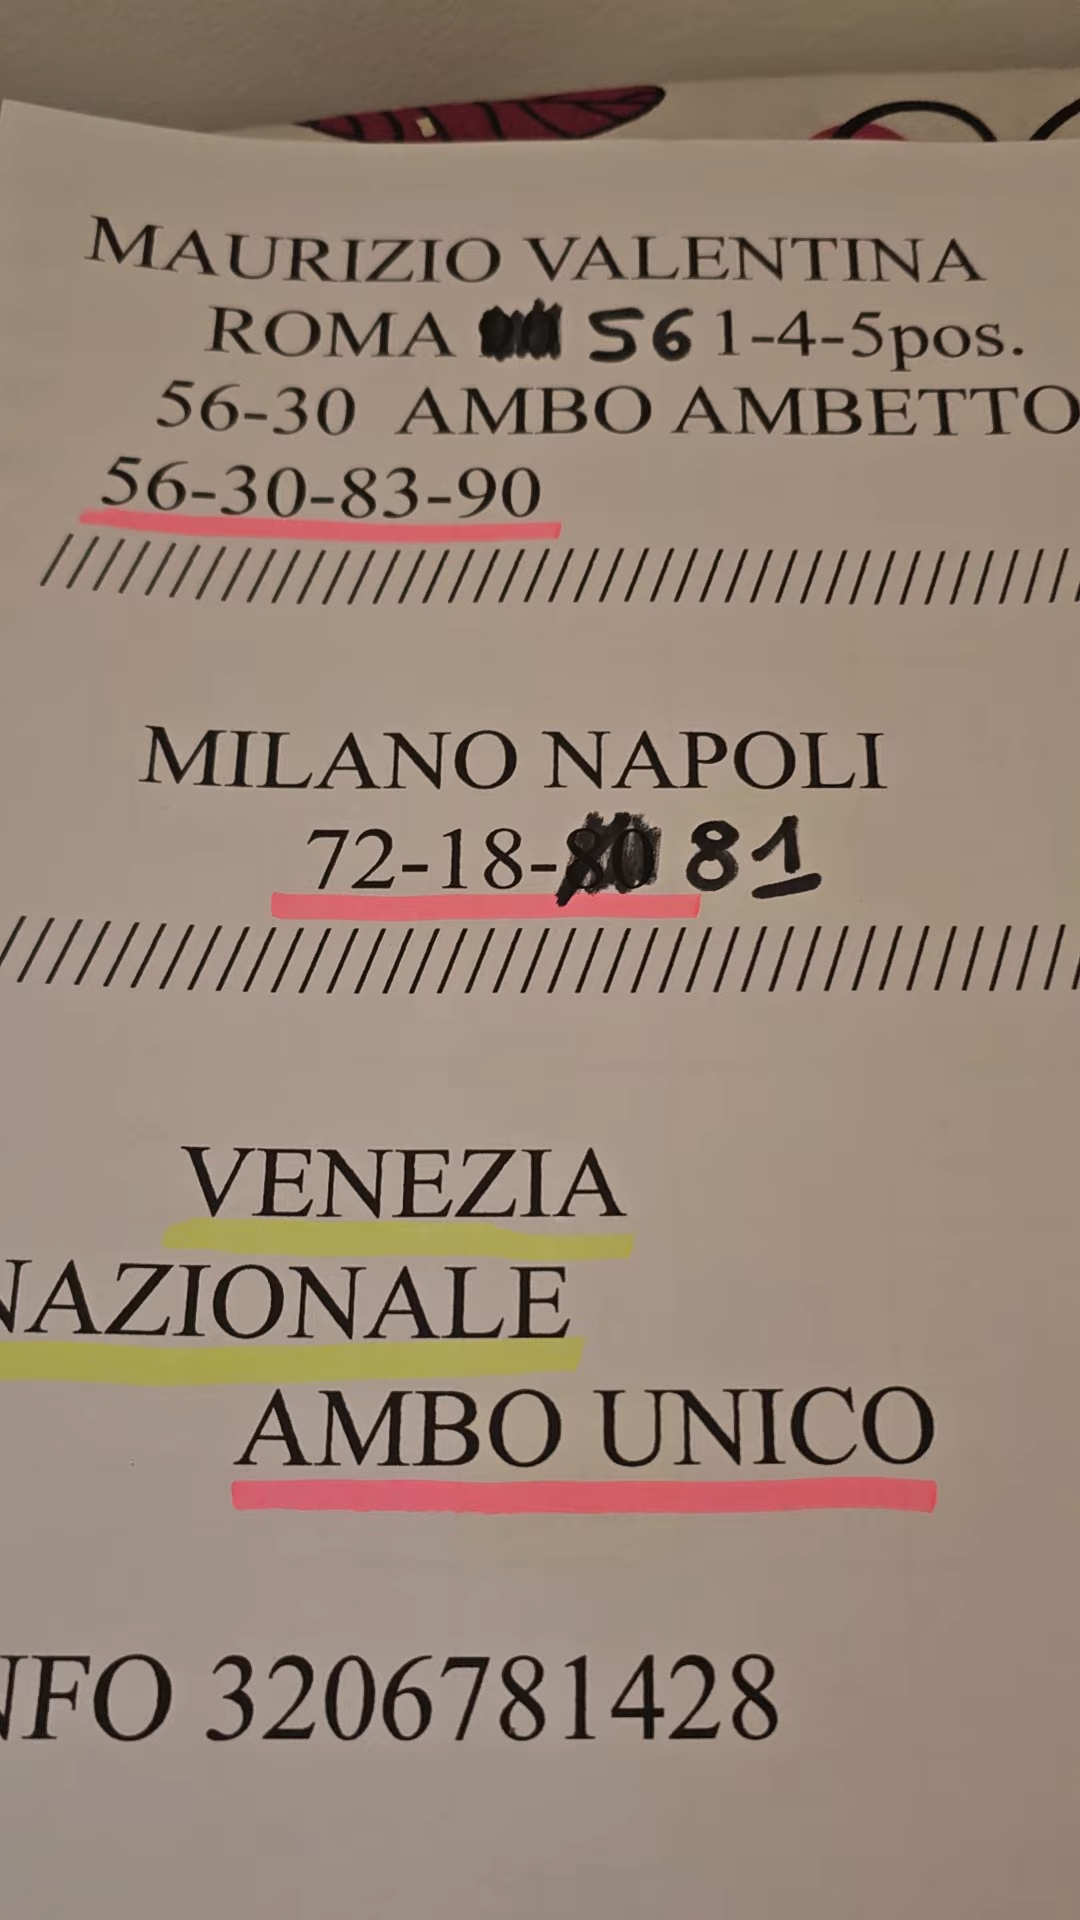 MAURIZIO VALENTINA
ROMA 56 1-4-5pos.
56-30 AMBO AMBETTO
56-30-83-90
////////////////////////////////////////
MILANO NAPOLI
72-18-80 81
////////////////////////////////////////
VENEZIA
NAZIONALE
AMBO UNICO
NFO 3206781428